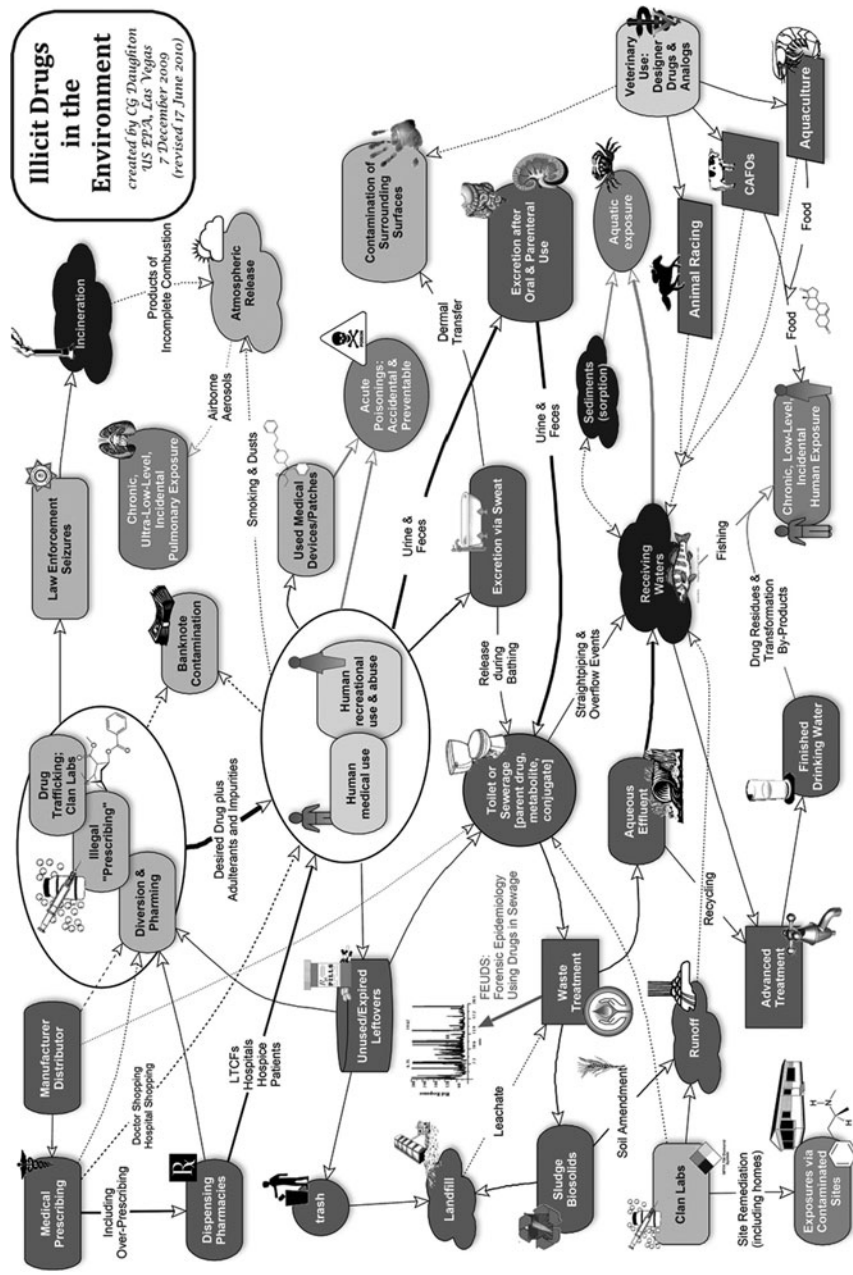 Illicit Drugs
in the
Environment
created by CG Daughton
US EPA, Las Vegas
7 December 2009
(revised 17 June 2010)
Medical
Prescribing
Manufacturer
Distributor
Including
Over-Prescribing
Dispensing
Pharmacies
Rx
Doctor Shopping
Hospital Shopping
LTCFs
Hospitals
Hospice
Patients
Drug
Trafficking;
Clan Labs
Illegal
"Prescribing"
Diversion &
Pharming
Desired Drug plus
Adulterants and Impurities
Law Enforcement
Seizures
Incineration
Products of
Incomplete Combustion
Atmospheric
Release
Airborne
Aerosols
Chronic,
Ultra-Low-Level,
Incidental
Pulmonary Exposure
Banknote
Contamination
Smoking & Dusts
Human
medical use
Human
recreational
use & abuse
Used Medical
Devices/Patches
Acute
Poisonings:
Accidental &
Preventable
Contamination of
Surrounding
Surfaces
Dermal
Transfer
Urine &
Feces
Excretion via Sweat
Excretion after
Oral & Parenteral
Use
Urine &
Feces
Release
during
Bathing
Unused/Expired
Leftovers
PILLS
trash
Landfill
Leachate
FEUDS:
Forensic Epidemiology
Using Drugs in Sewage
Toilet or
Sewerage
[parent drug,
metabolite,
conjugate]
Waste
Treatment
Sludge
Biosolids
Soil Amendment
Straightpiping &
Overflow Events
Aqueous
Effluent
Recycling
Runoff
Clan Labs
Site Remediation
(including homes)
Exposures via
Contaminated
Sites
H
N
H
Advanced
Treatment
Finished
Drinking Water
Drug Residues &
Transformation
By-Products
Receiving
Waters
Fishing
Sediments
(sorption)
Aquatic
exposure
Chronic, Low-Level,
Incidental
Human Exposure
Veterinary
Use:
Designer
Drugs &
Analogs
Animal Racing
CAFOs
Aquaculture
Food
Food